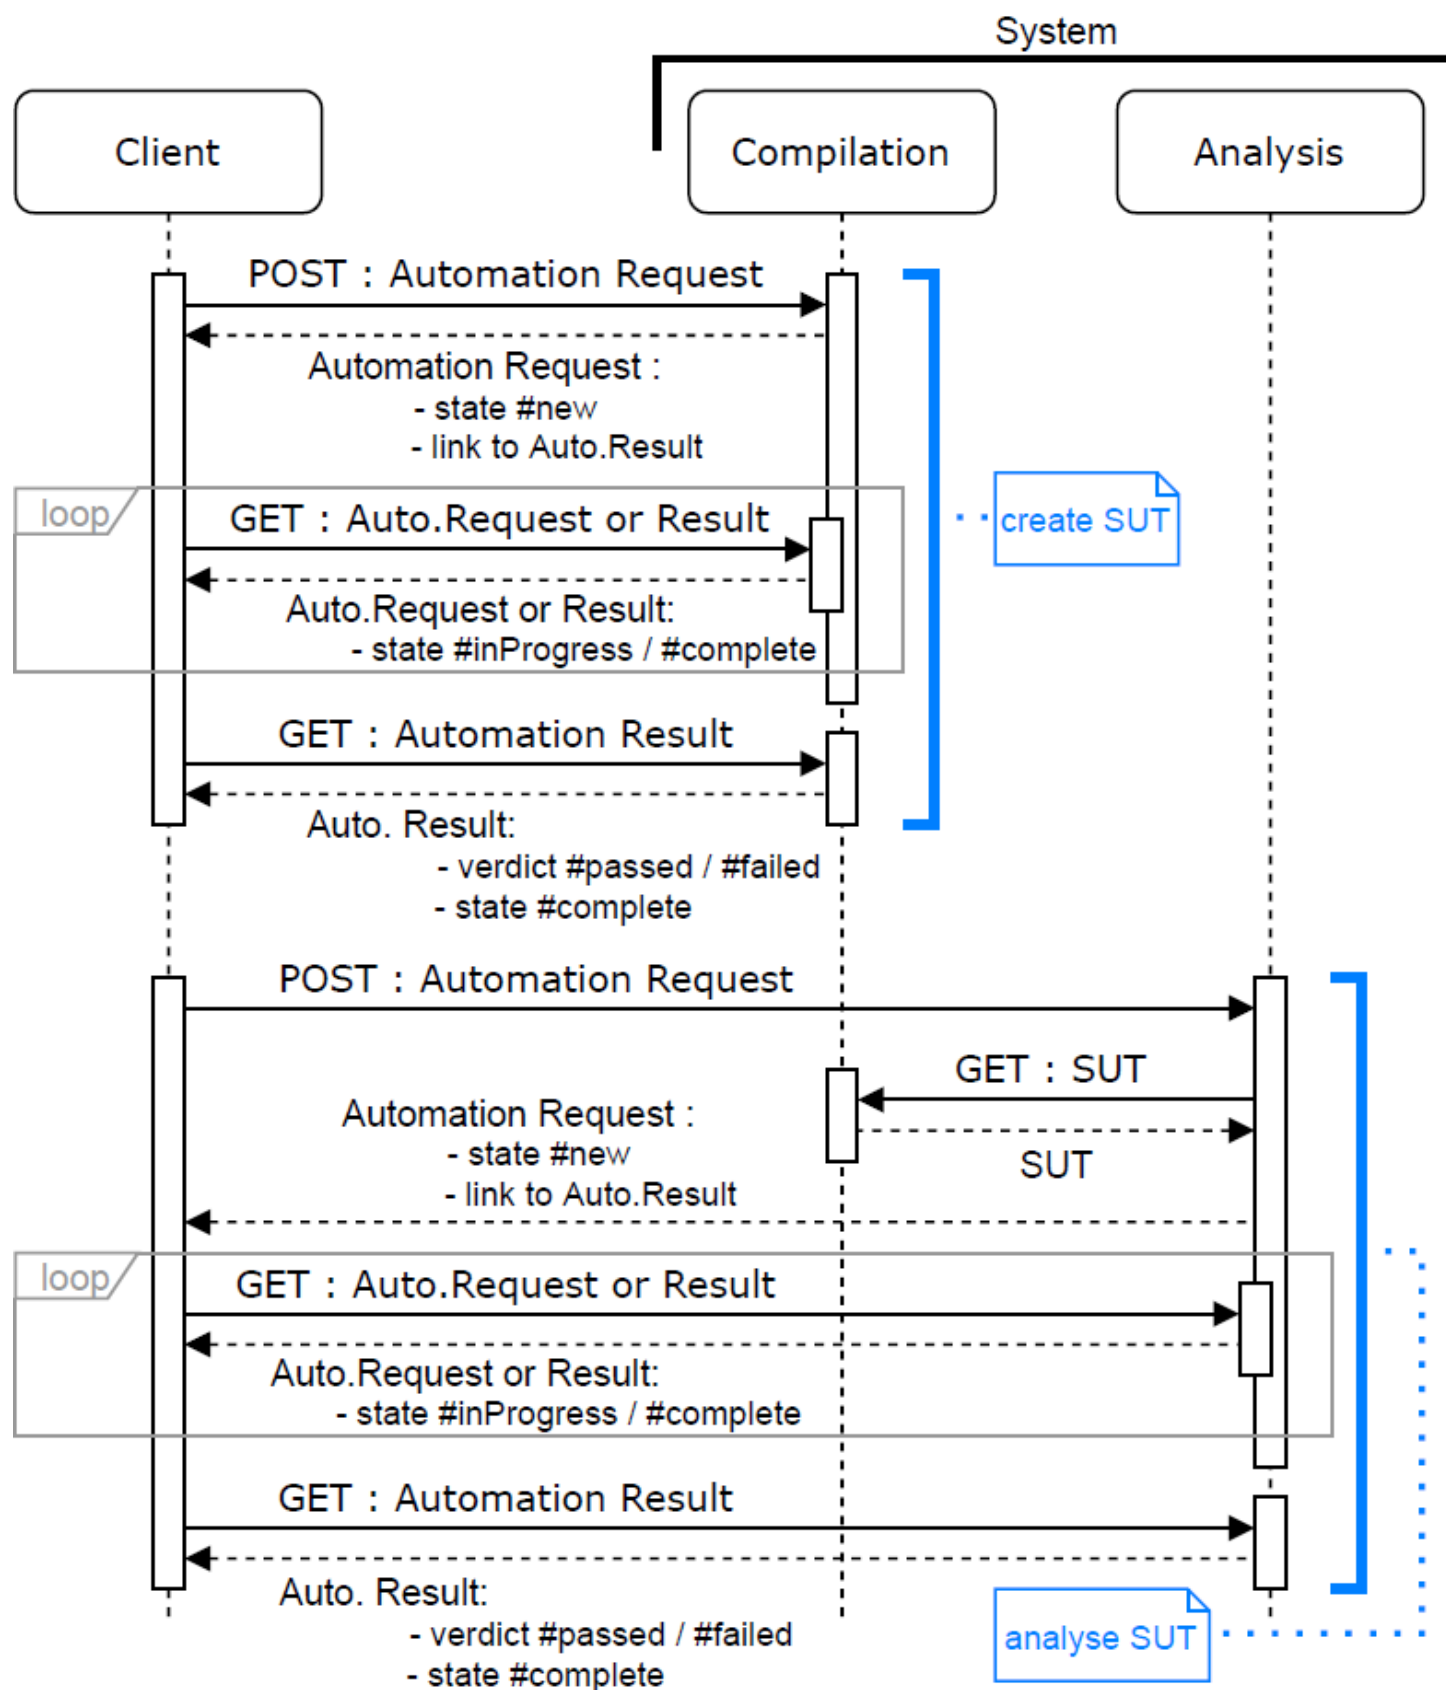 System
Client
Compilation
Analysis
POST : Automation Request
Automation Request :
- state #new
- link to Auto.Result
loop
GET : Auto.Request or Result
create SUT
Auto.Request or Result:
- state #inProgress / #complete
GET : Automation Result
Auto. Result:
- verdict #passed / #failed
- state #complete
POST : Automation Request
GET : SUT
Automation Request :
- state #new
SUT
- link to Auto.Result
loop
GET : Auto.Request or Result
Auto.Request or Result:
- state #inProgress / #complete
GET : Automation Result
Auto. Result:
- verdict #passed / #failed
analyse SUT
- state #complete